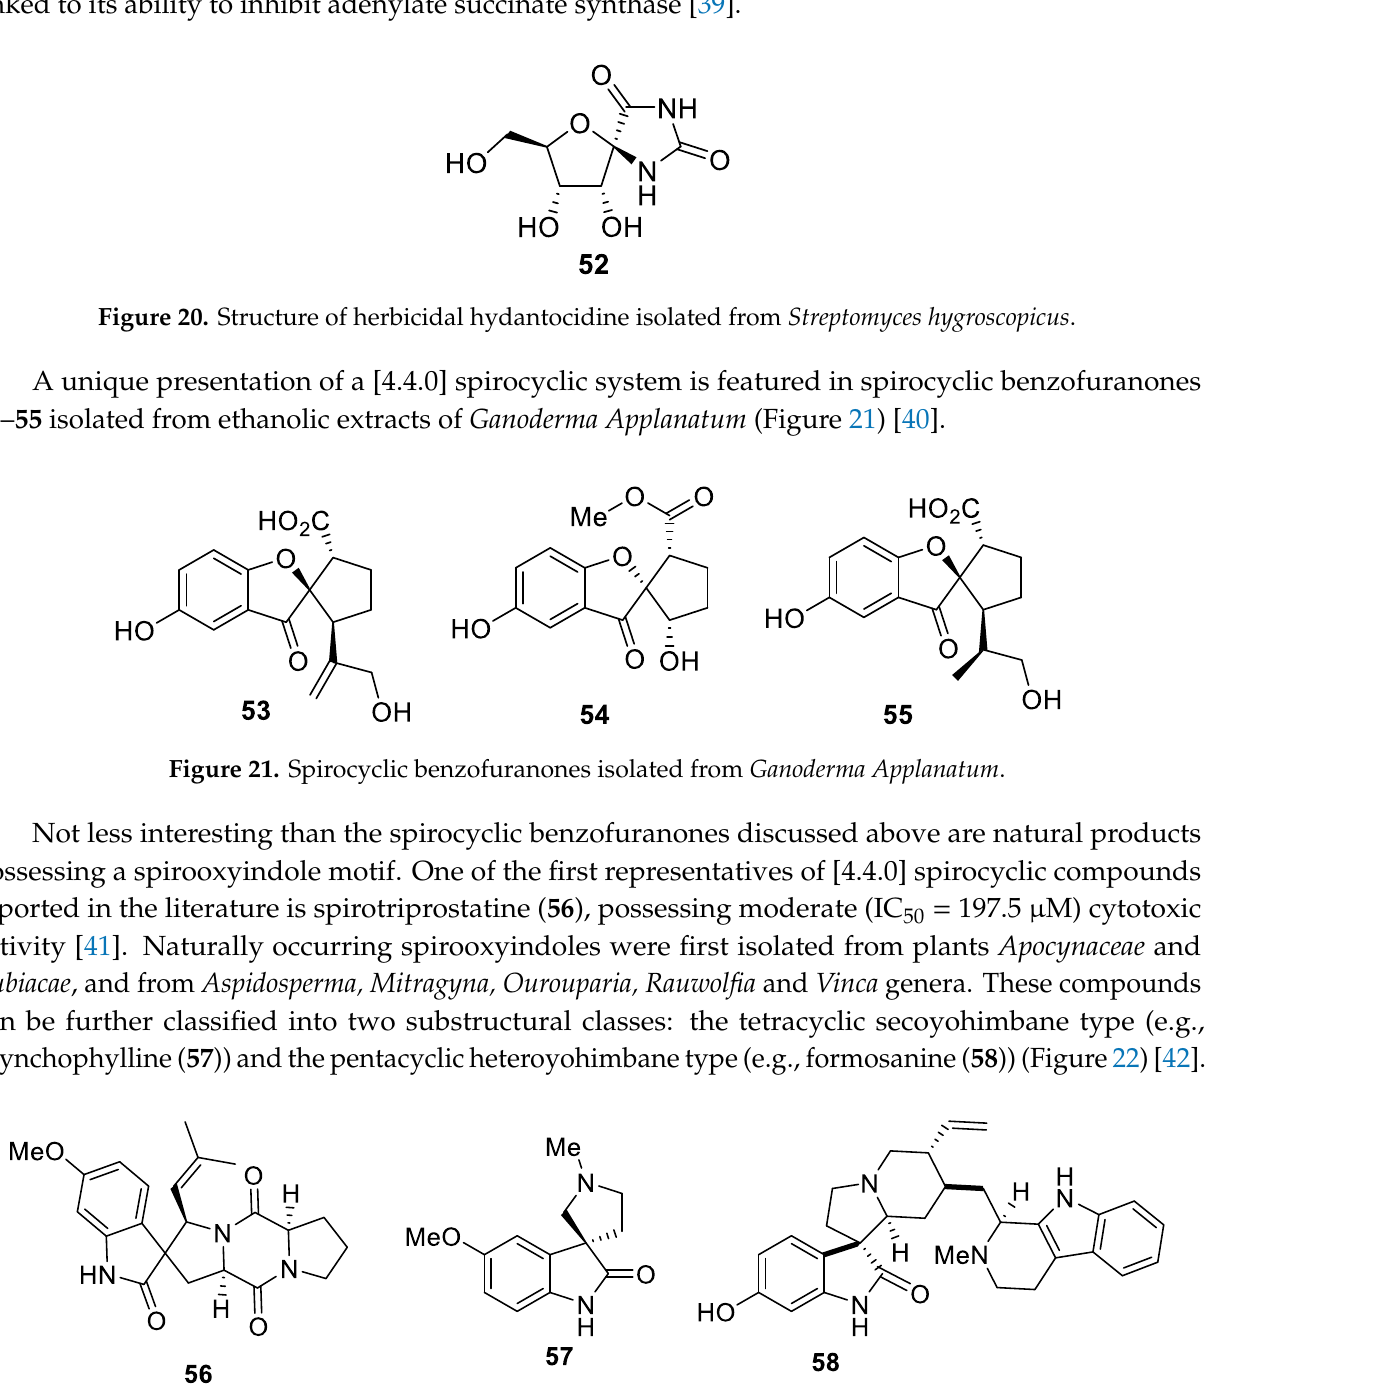 to its ability to inhibit adenylate succinate synthase [39].
O
NH
O
HO
N
H
O
HO OH
52
Figure 20. Structure of herbicidal hydantocidine isolated from Streptomyces hygroscopicus.
A unique presentation of a [4.4.0] spirocyclic system is featured in spirocyclic benzofuranones
–55 isolated from ethanolic extracts of Ganoderma Applanatum (Figure 21) [40].
HO2C
O
HO
O
OH
53
O
O
Me
O
HO
O OH
54
HO2C
O
HO
O
OH
55
Figure 21. Spirocyclic benzofuranones isolated from Ganoderma Applanatum.
Not less interesting than the spirocyclic benzofuranones discussed above are natural products
ossessing a spirooxyindole motif. One of the first representatives of [4.4.0] spirocyclic compounds
ported in the literature is spirotriprostatine (56), possessing moderate (IC50 = 197.5 μM) cytotoxic
tivity [41]. Naturally occurring spirooxyindoles were first isolated from plants Apocynaceae and
ubiacae, and from Aspidosperma, Mitragyna, Ourouparia, Rauwolfia and Vinca genera. These compounds
n be further classified into two substructural classes: the tetracyclic secoyohimbane type (e.g.,
ynchophylline (57)) and the pentacyclic heteroyohimbane type (e.g., formosanine (58)) (Figure 22) [42].
MeO
O
H
N
HN
N
O
H
O
56
Me
N
MeO
O
N
H
57
N
H
H
N
H
MeN
O
HO
N
H
58